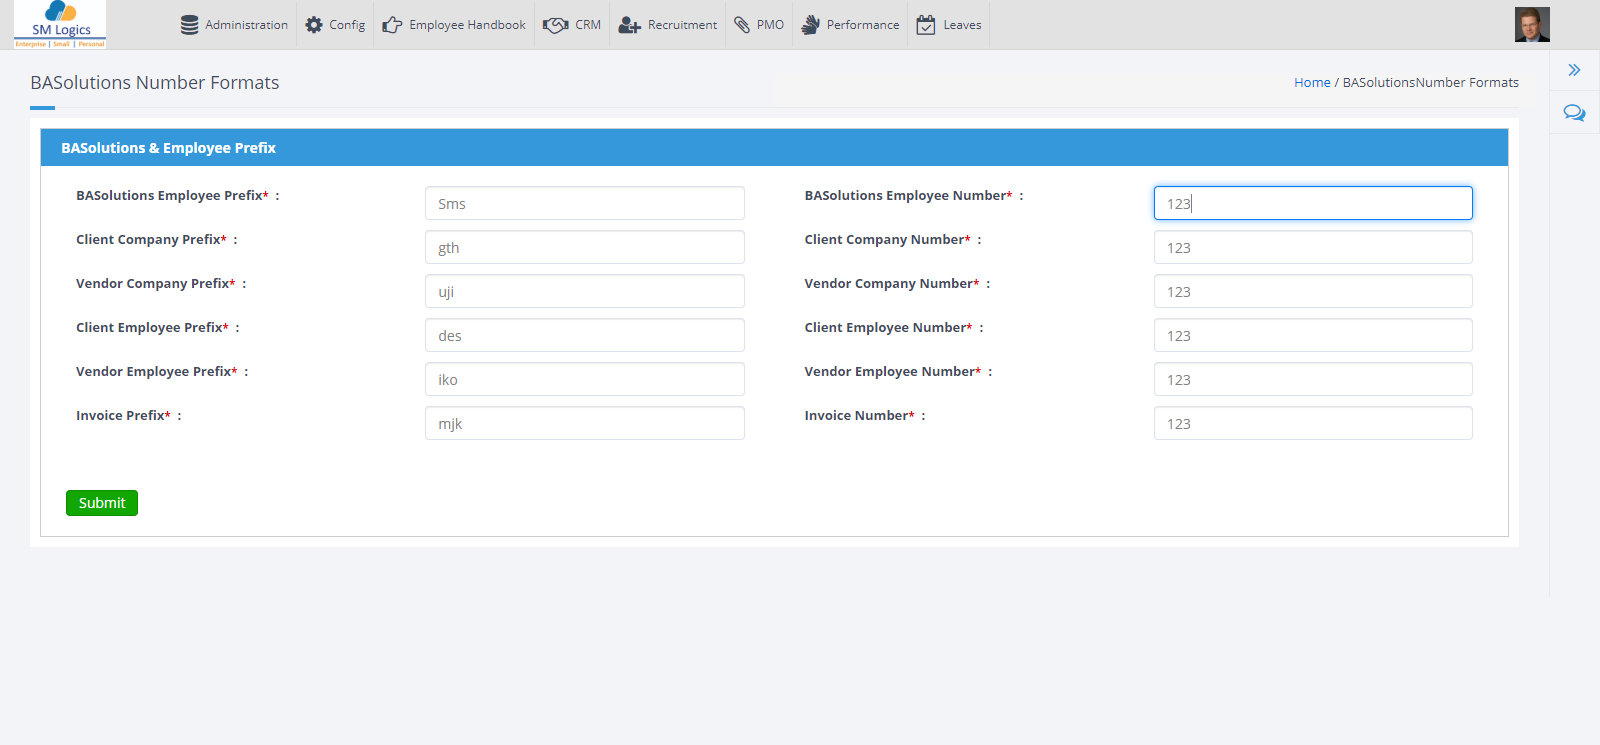 SM Logics
Enterprise | Small | Personal
Administration Config Employee Handbook CRM Recruitment PMO Performance Leaves
BASolutions Number Formats
Home / BASolutionsNumber Formats
BASolutions & Employee Prefix
BASolutions Employee Prefix* : Sms BASolutions Employee Number* : 123
Client Company Prefix* : gth Client Company Number* : 123
Vendor Company Prefix* : uji Vendor Company Number* : 123
Client Employee Prefix* : des Client Employee Number* : 123
Vendor Employee Prefix* : iko Vendor Employee Number* : 123
Invoice Prefix* : mjk Invoice Number* : 123
Submit